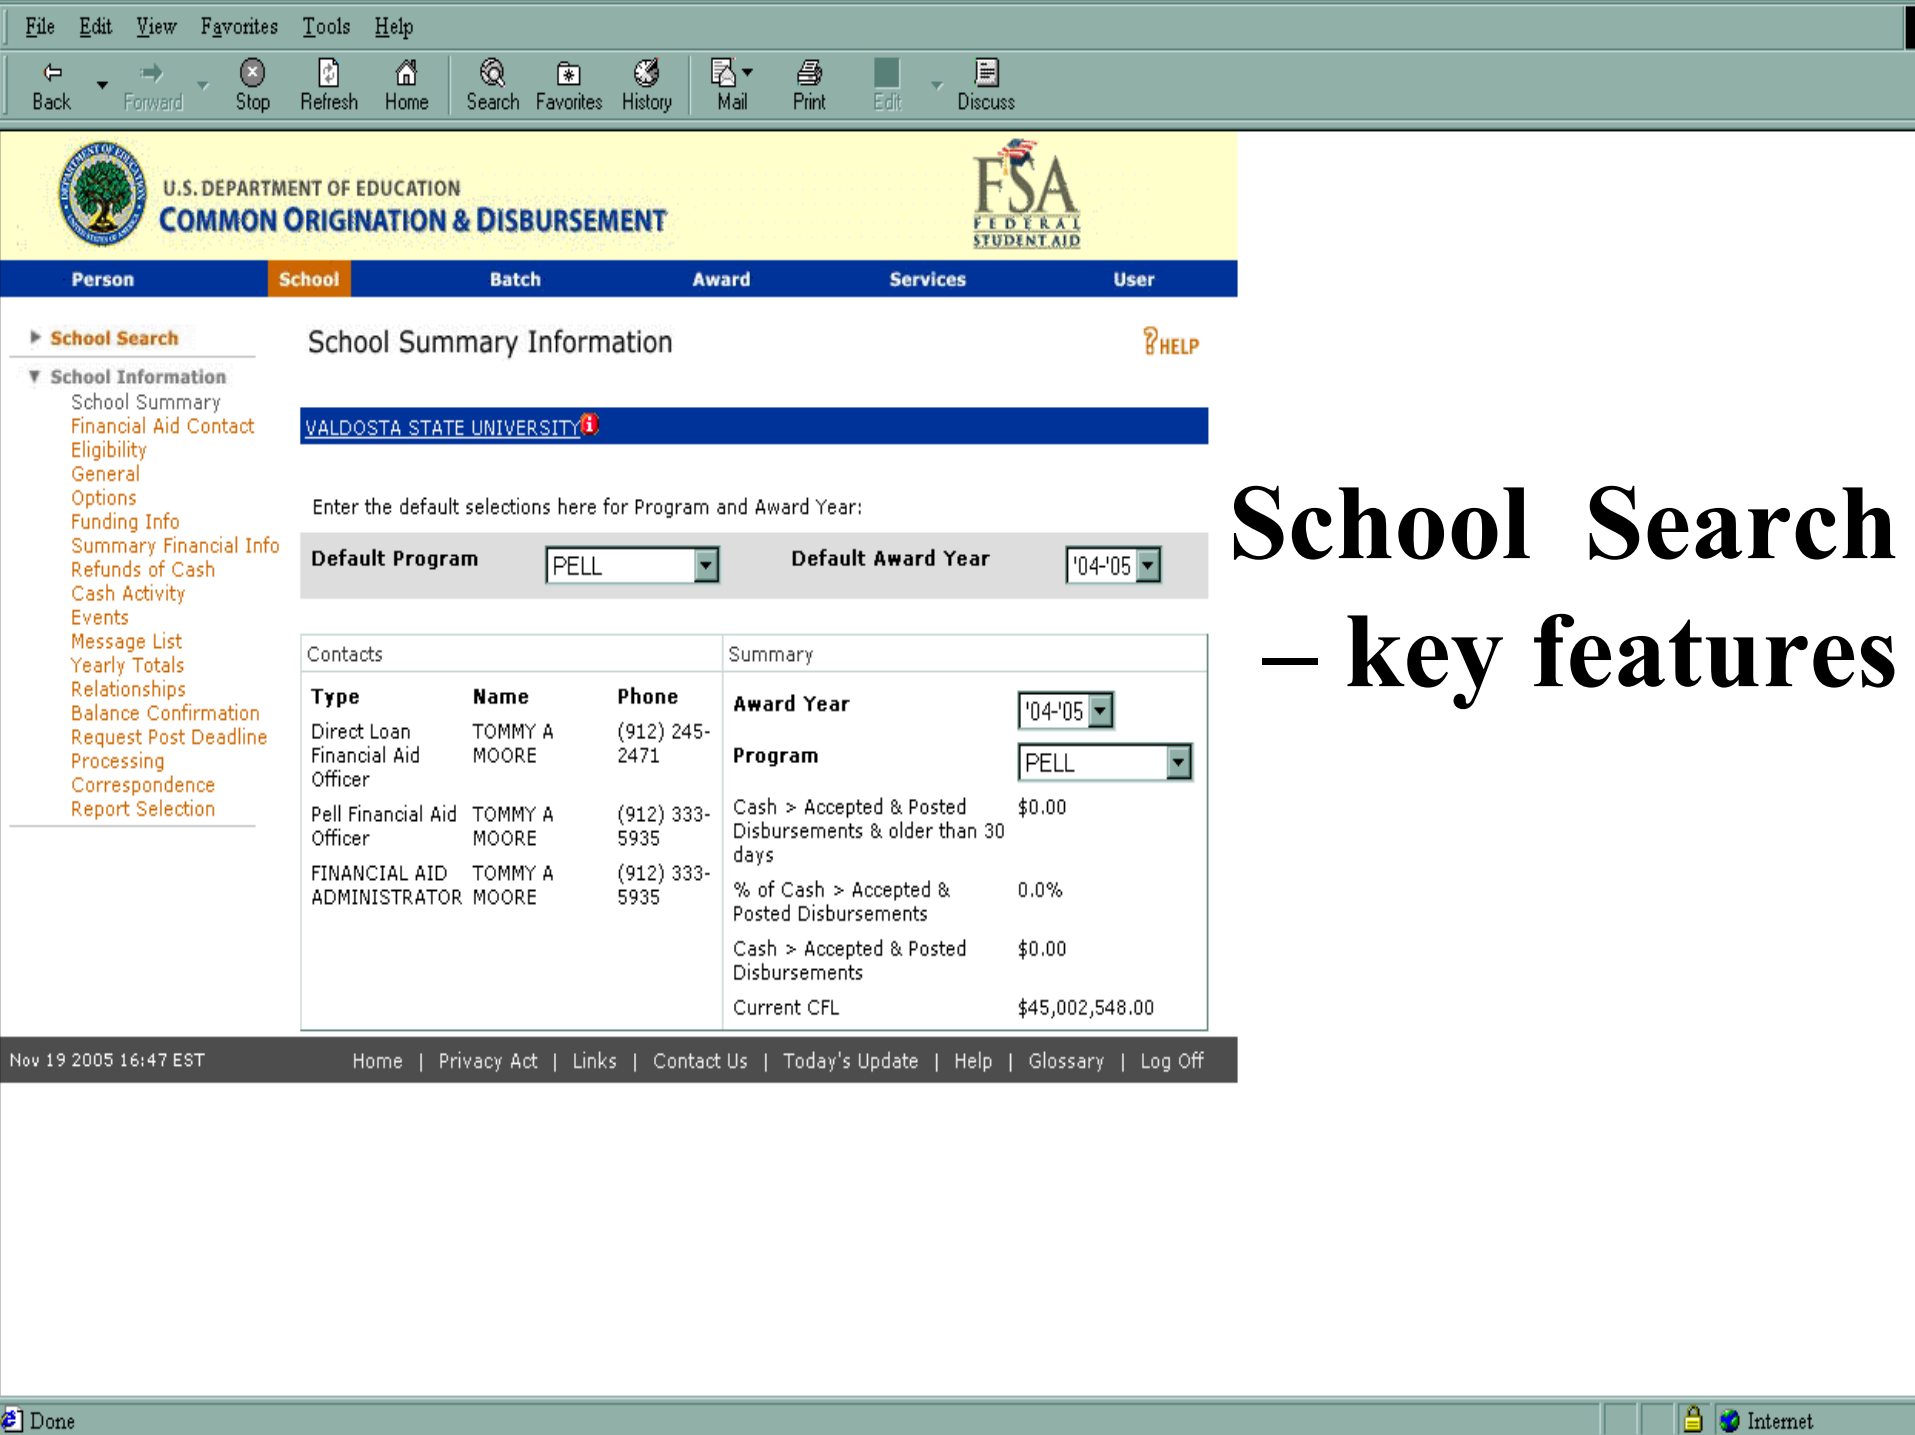 File Edit View Favorites Tools Help
Back Forward Stop Refresh Home Search Favorites History Mail Print Edit Discuss
U.S. DEPARTMENT OF EDUCATION
COMMON ORIGINATION & DISBURSEMENT
FSA
FEDERAL
STUDENT AID
Person School Batch Award Services User
School Search
School Information
School Summary
Financial Aid Contact
Eligibility
General
Options
Funding Info
Summary Financial Info
Refunds of Cash
Cash Activity
Events
Message List
Yearly Totals
Relationships
Balance Confirmation
Request Post Deadline
Processing
Correspondence
Report Selection
School Summary Information
? HELP
VALDOSTA STATE UNIVERSITY i
Enter the default selections here for Program and Award Year:
Default Program PELL Default Award Year '04-'05
Contacts
Type Name Phone
Direct Loan TOMMY A (912) 245-
Financial Aid MOORE 2471
Officer
Pell Financial Aid TOMMY A (912) 333-
Officer MOORE 5935
FINANCIAL AID TOMMY A (912) 333-
ADMINISTRATOR MOORE 5935
Summary
Award Year '04-'05
Program PELL
Cash > Accepted & Posted $0.00
Disbursements & older than 30
days
% of Cash > Accepted & 0.0%
Posted Disbursements
Cash > Accepted & Posted $0.00
Disbursements
Current CFL $45,002,548.00
School Search
– key features
Nov 19 2005 16:47 EST Home | Privacy Act | Links | Contact Us | Today's Update | Help | Glossary | Log Off
Done Internet